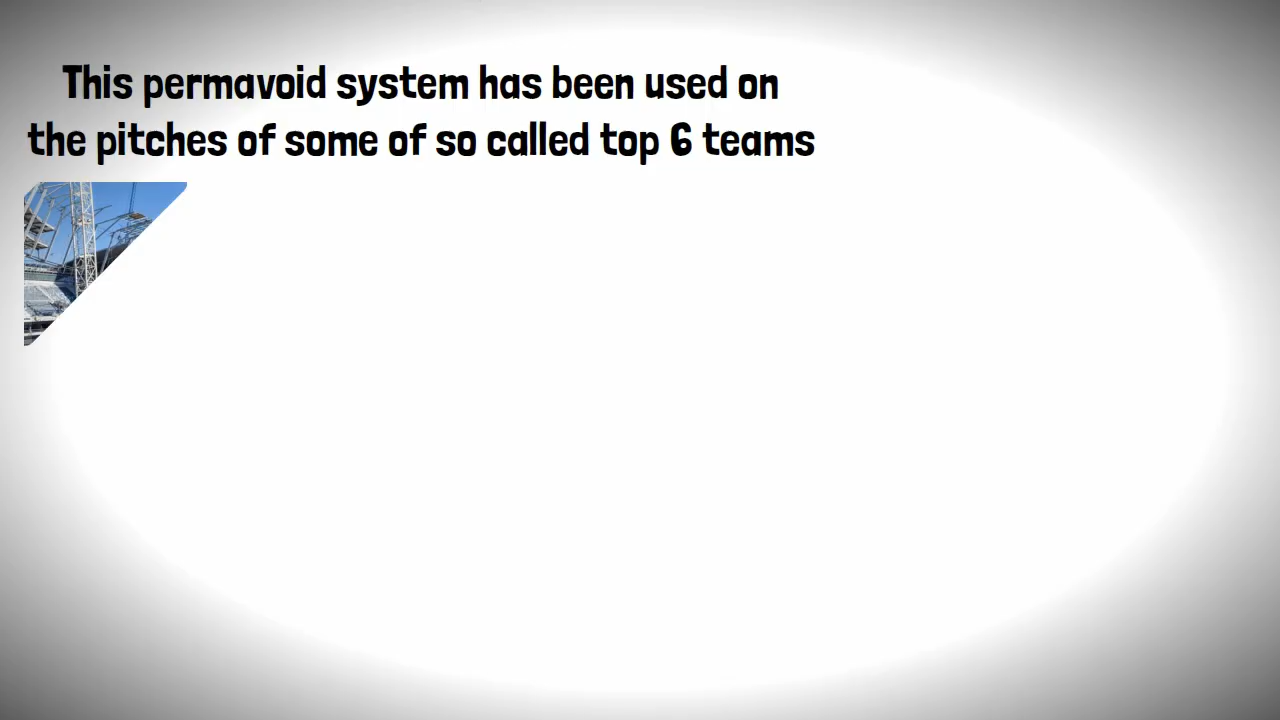 This permavoid system has been used on
the pitches of some of so called top 6 teams